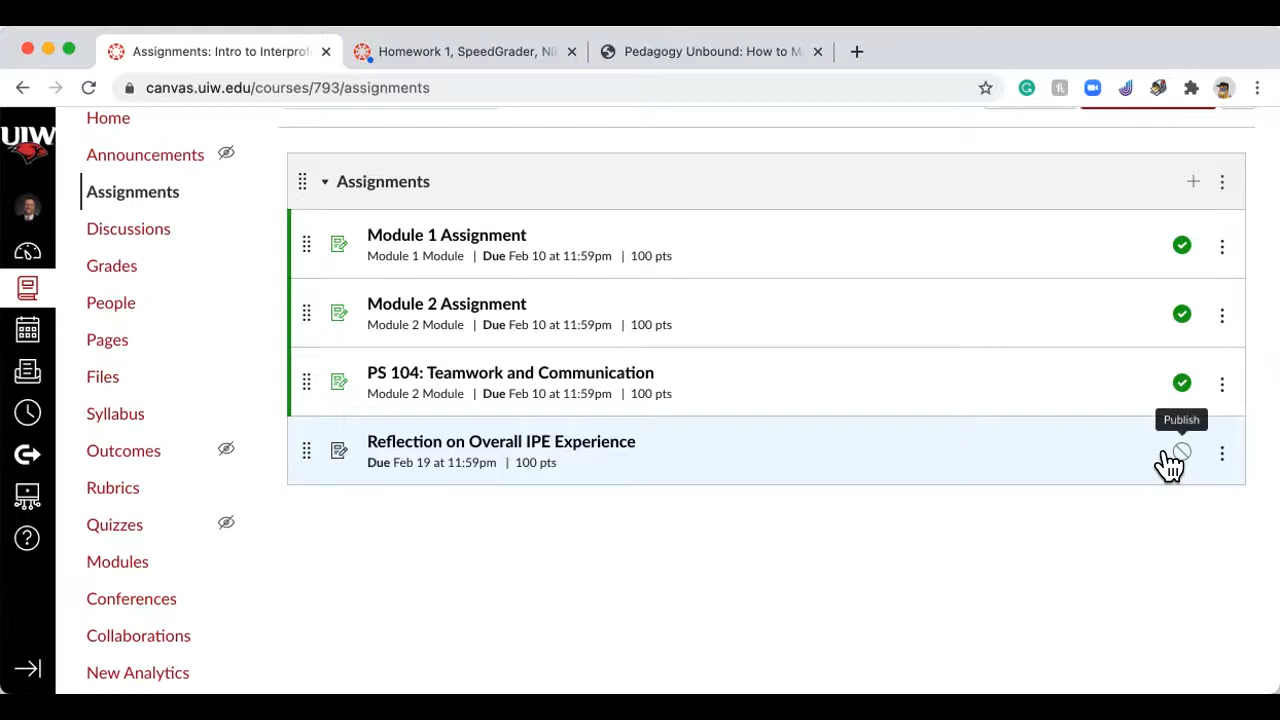 Assignments: Intro to Interprof
Homework 1, SpeedGrader, NI
Pedagogy Unbound: How to M
canvas.uiw.edu/courses/793/assignments
UIW
Home
Announcements
Assignments
Discussions
Grades
People
Pages
Files
Syllabus
Outcomes
Rubrics
Quizzes
Modules
Conferences
Collaborations
New Analytics
Assignments
Module 1 Assignment
Module 1 Module | Due Feb 10 at 11:59pm | 100 pts
Module 2 Assignment
Module 2 Module | Due Feb 10 at 11:59pm | 100 pts
PS 104: Teamwork and Communication
Module 2 Module | Due Feb 10 at 11:59pm | 100 pts
Publish
Reflection on Overall IPE Experience
Due Feb 19 at 11:59pm | 100 pts